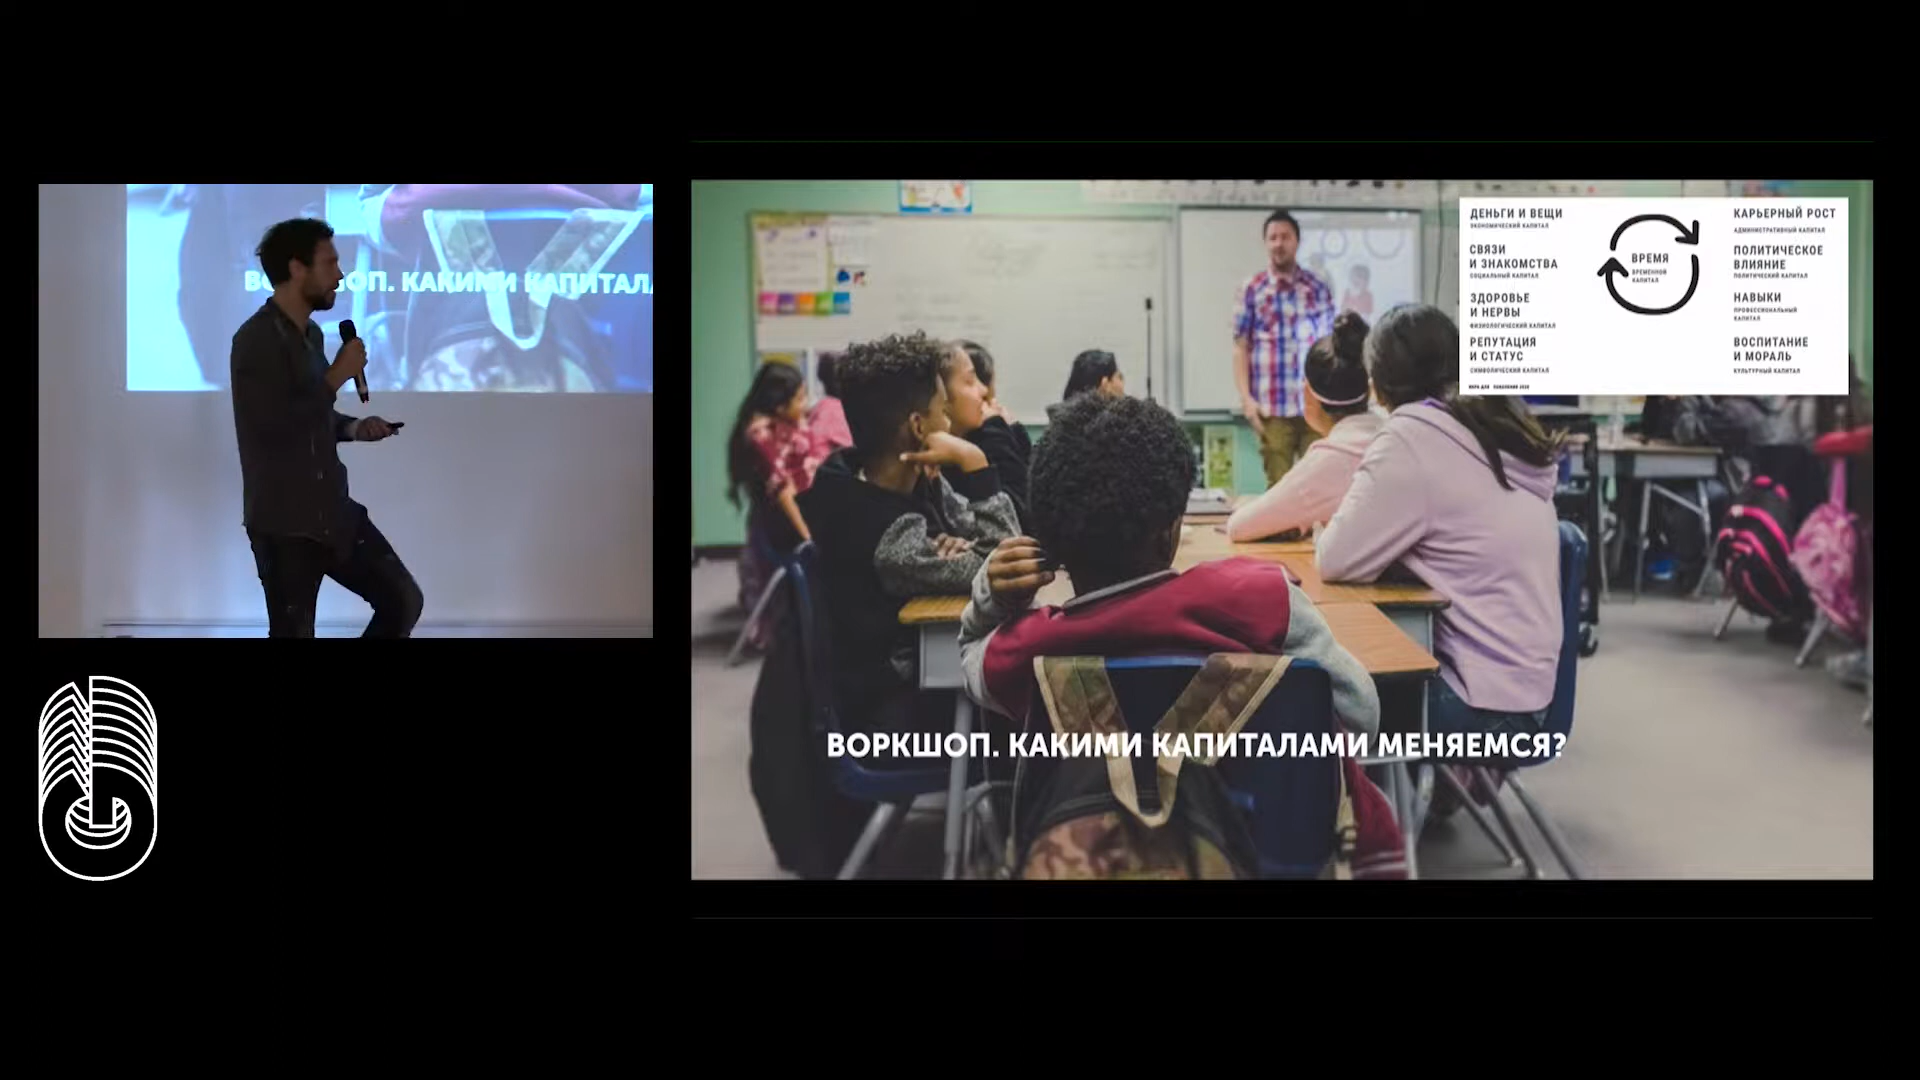 ВОРКШОП. КАКИМИ КАПИТАЛА
ДЕНЬГИ И ВЕЩИ
ЭКОНОМИЧЕСКИЙ КАПИТАЛ
СВЯЗИ
И ЗНАКОМСТВА
СОЦИАЛЬНЫЙ КАПИТАЛ
ЗДОРОВЬЕ
И НЕРВЫ
ФИЗИОЛОГИЧЕСКИЙ КАПИТАЛ
РЕПУТАЦИЯ
И СТАТУС
СИМВОЛИЧЕСКИЙ КАПИТАЛ
ВРЕМЯ
ВРЕМЕННОЙ
КАПИТАЛ
КАРЬЕРНЫЙ РОСТ
АДМИНИСТРАТИВНЫЙ КАПИТАЛ
ПОЛИТИЧЕСКОЕ
ВЛИЯНИЕ
ПОЛИТИЧЕСКИЙ КАПИТАЛ
НАВЫКИ
ПРОФЕССИОНАЛЬНЫЙ
КАПИТАЛ
ВОСПИТАНИЕ
И МОРАЛЬ
КУЛЬТУРНЫЙ КАПИТАЛ
ВОРКШОП. КАКИМИ КАПИТАЛАМИ МЕНЯЕМСЯ?